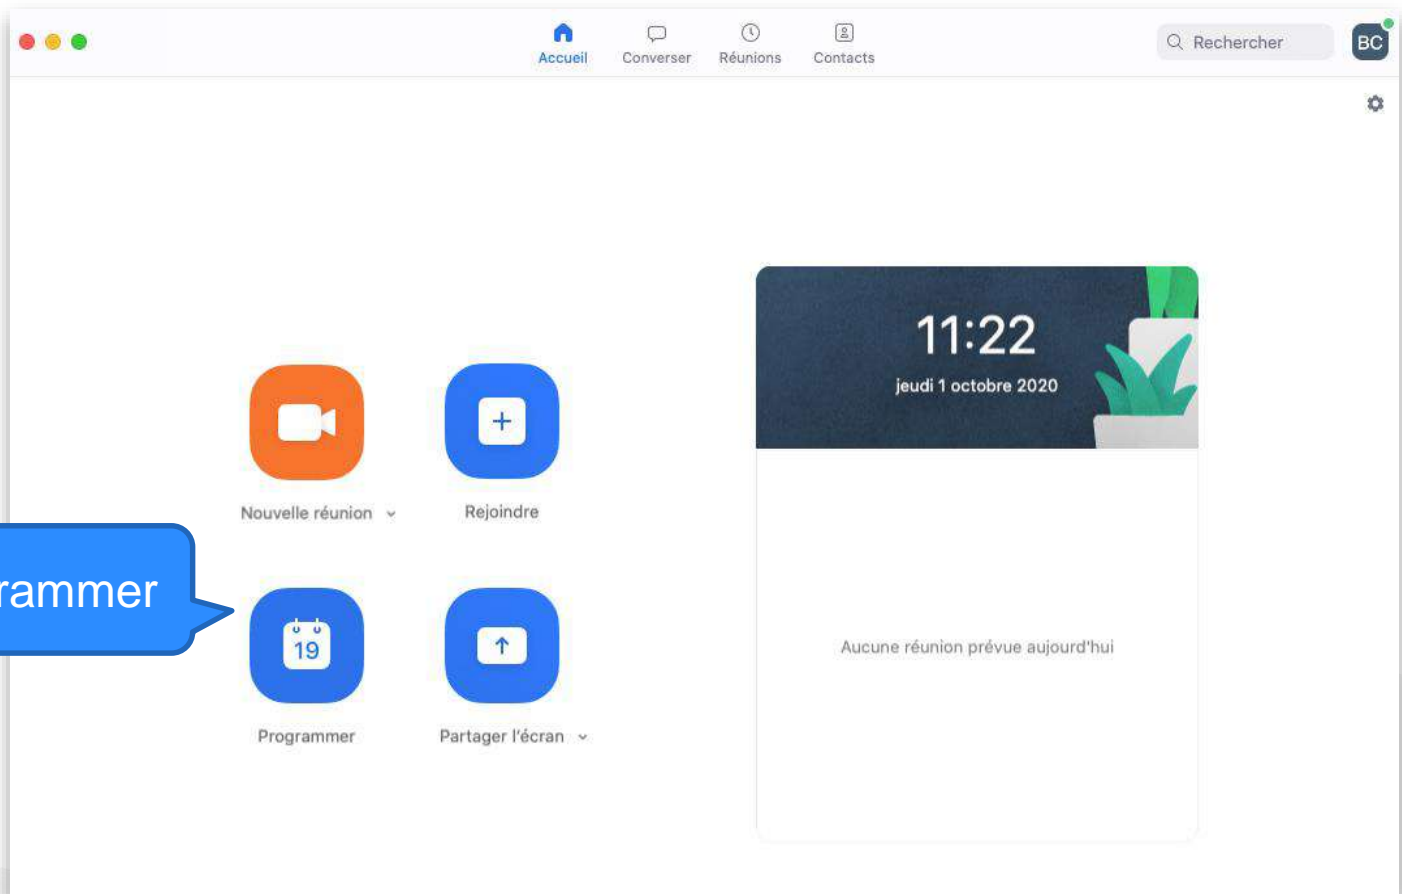 Accueil
Converser
Réunions
Contacts
Rechercher
BC
11:22
jeudi 1 octobre 2020
Nouvelle réunion
Rejoindre
rammer
19
Programmer
Partager l'écran
Aucune réunion prévue aujourd'hui